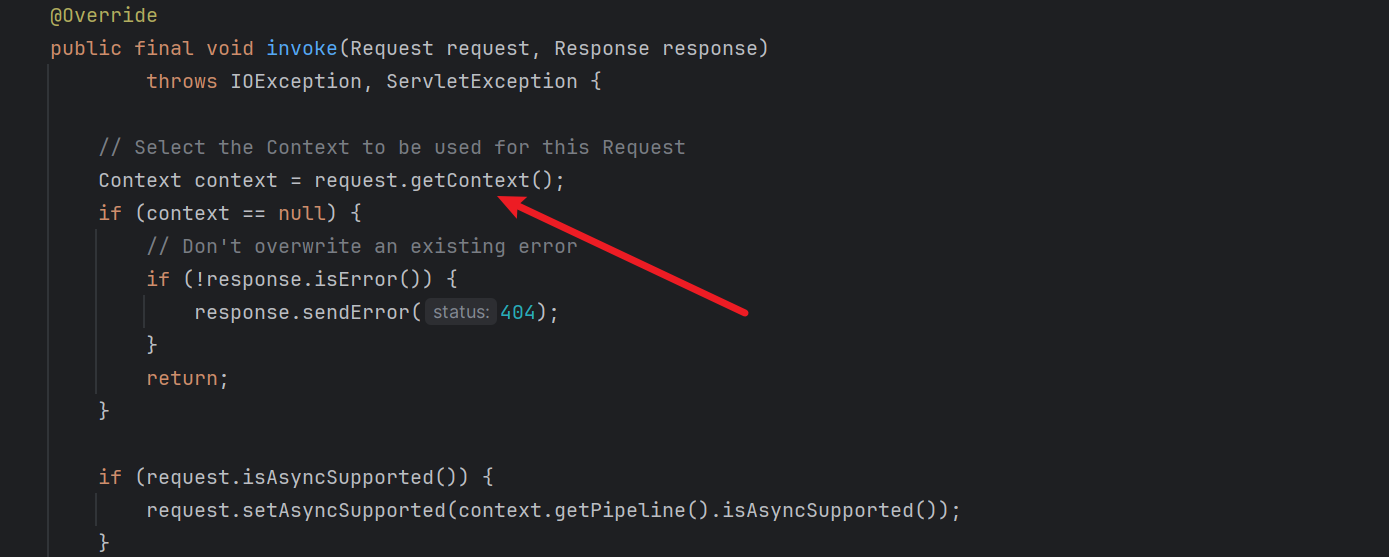 @Override
public final void invoke(Request request, Response response)
throws IOException, ServletException {
// Select the Context to be used for this Request
Context context = request.getContext();
if (context == null) {
// Don't overwrite an existing error
if (!response.isError()) {
response.sendError( status: 404);
}
return;
}
if (request.isAsyncSupported()) {
request.setAsyncSupported(context.getPipeline().isAsyncSupported());
}